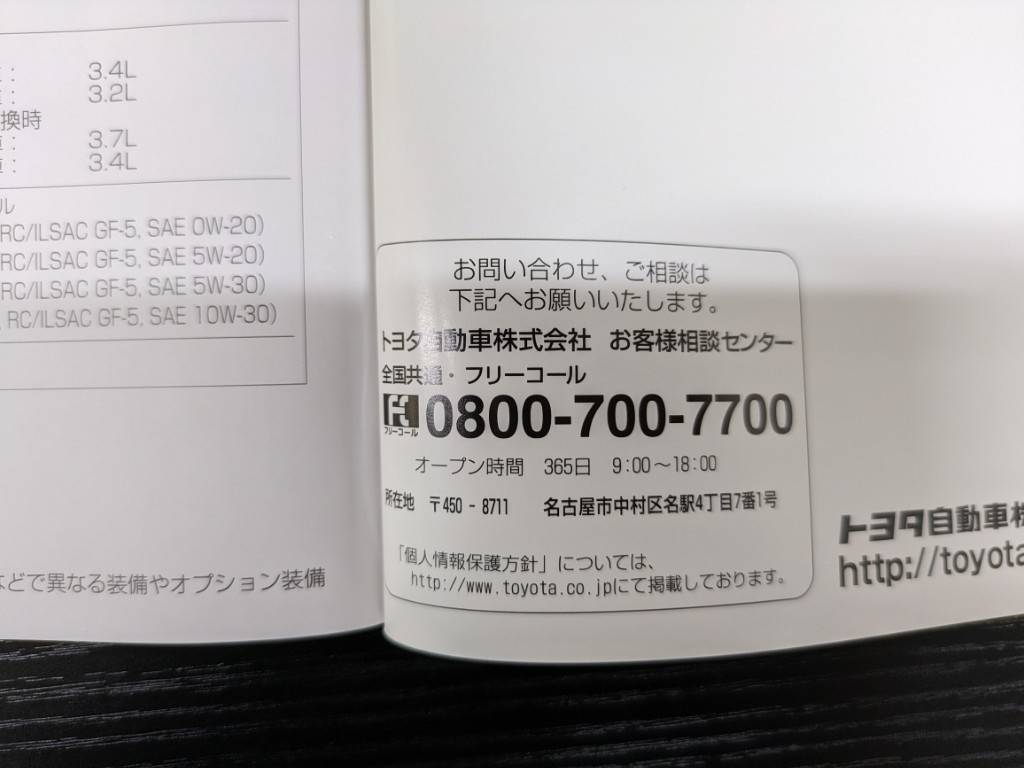 3.4L
3.2L
換時
3.7L
3.4L
ル
RC/ILSAC GF-5, SAE 0W-20)
RC/ILSAC GF-5, SAE 5W-20)
RC/ILSAC GF-5, SAE 5W-30)
, RC/ILSAC GF-5, SAE 10W-30)
などで異なる装備やオプション装備
お問い合わせ、ご相談は
下記へお願いいたします。
トヨタ自動車株式会社 お客様相談センター
全国共通・フリーコール
フリーコール 0800-700-7700
オープン時間 365日 9:00～18:00
所在地 〒450-8711 名古屋市中村区名駅4丁目7番1号
「個人情報保護方針」については、
http://www.toyota.co.jpにて掲載しております。
トヨタ自動車株
http://toyota